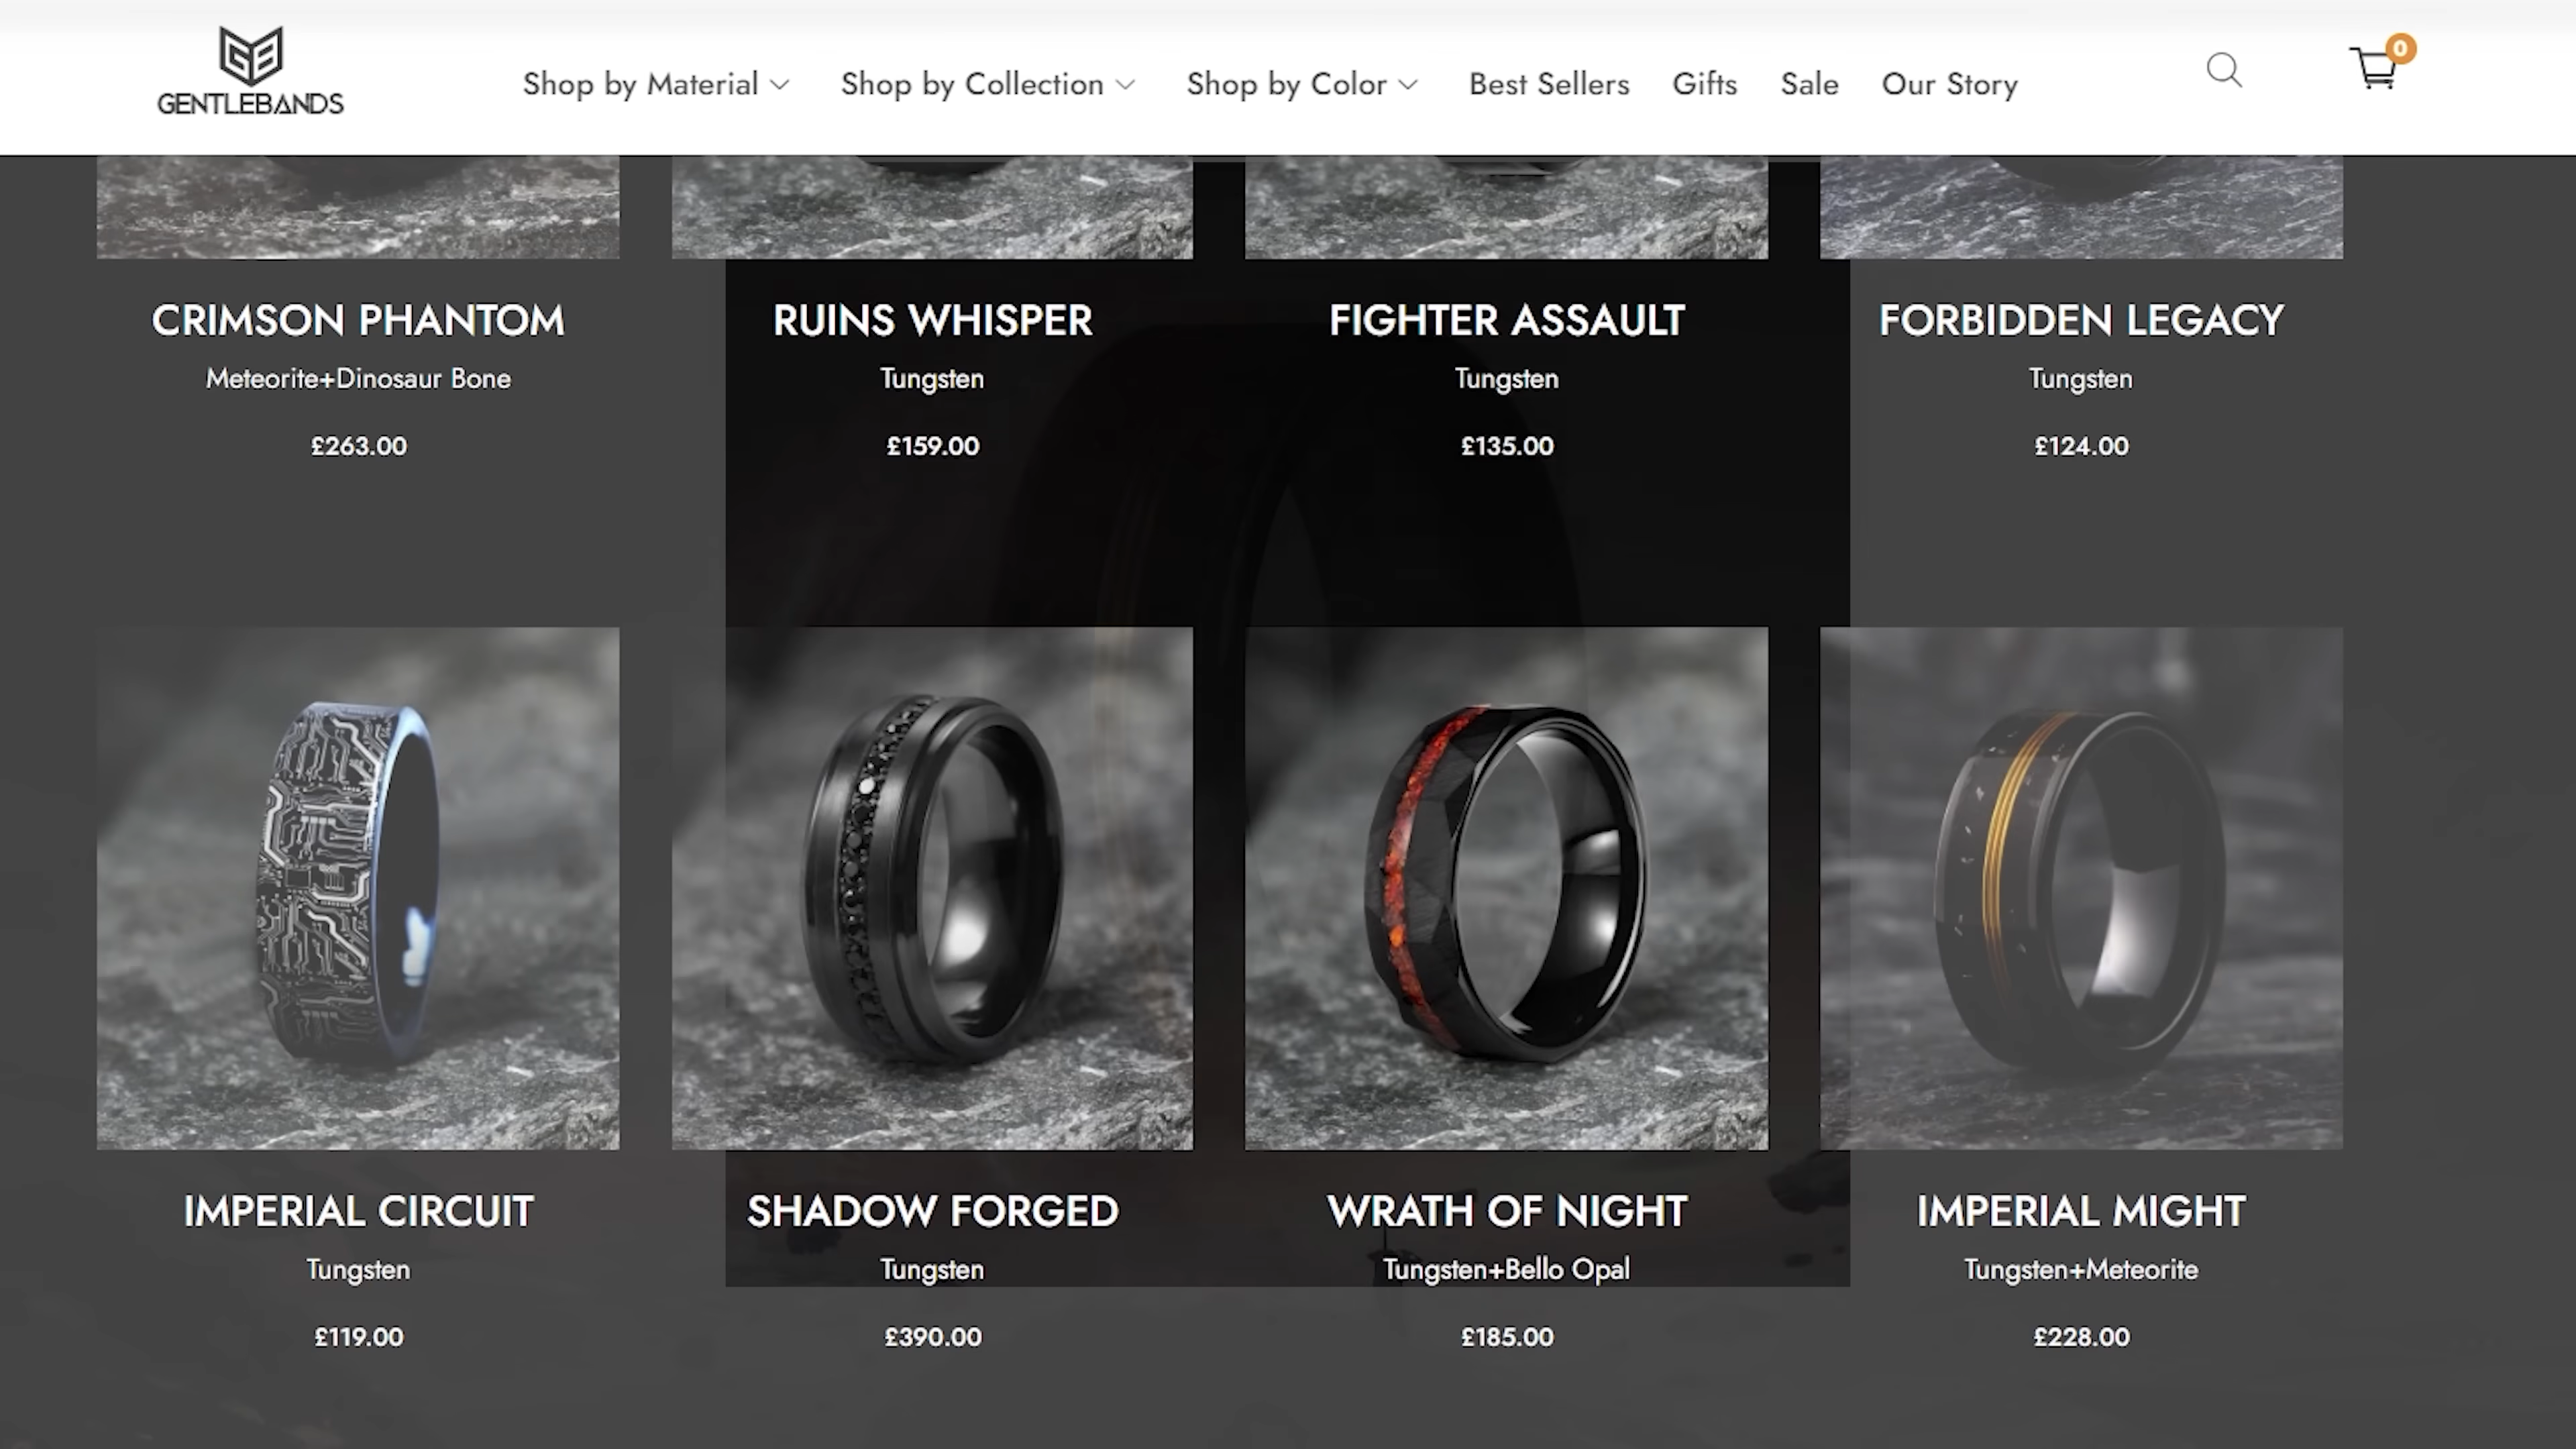 GENTLEBANDS
Shop by Material
Shop by Collection
Shop by Color
Best Sellers
Gifts
Sale
Our Story
0
CRIMSON PHANTOM
Meteorite+Dinosaur Bone
£263.00
RUINS WHISPER
Tungsten
£159.00
FIGHTER ASSAULT
Tungsten
£135.00
FORBIDDEN LEGACY
Tungsten
£124.00
IMPERIAL CIRCUIT
Tungsten
£119.00
SHADOW FORGED
Tungsten
£390.00
WRATH OF NIGHT
Tungsten+Bello Opal
£185.00
IMPERIAL MIGHT
Tungsten+Meteorite
£228.00